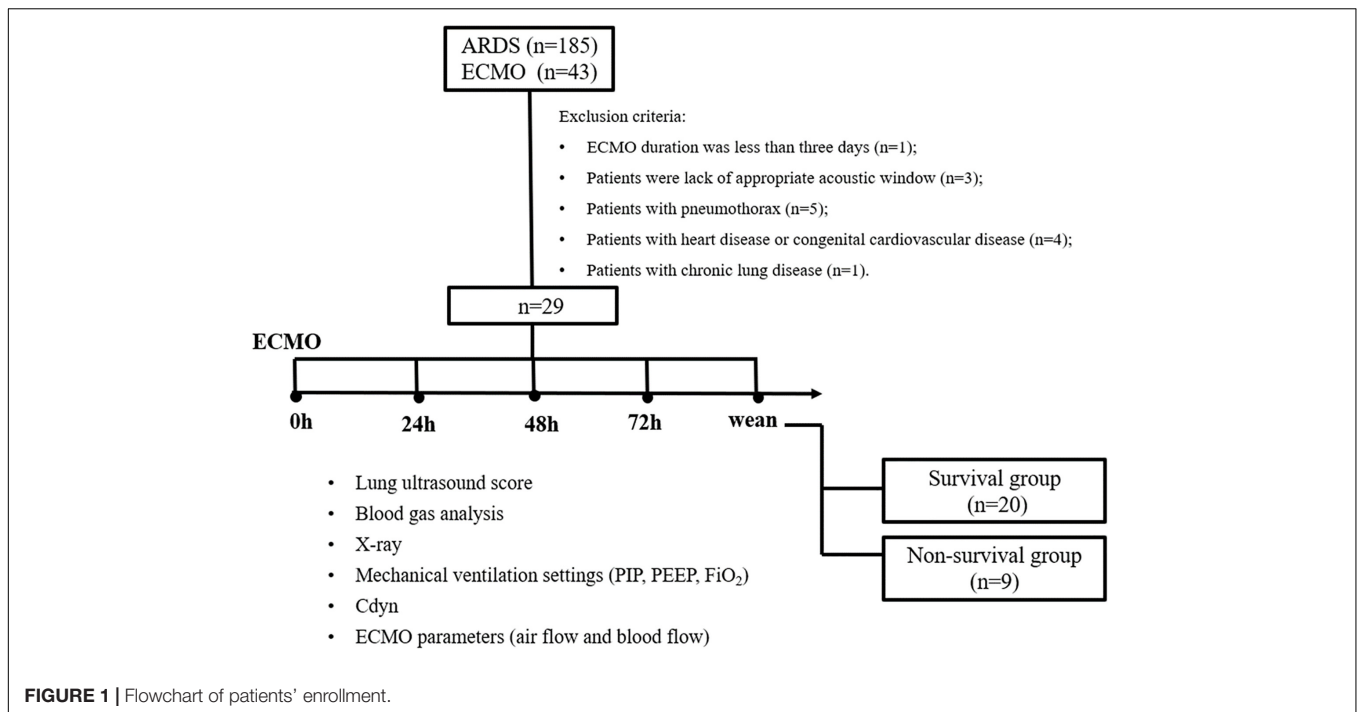 ARDS (n=185)
ECMO (n=43)
Exclusion criteria:
• ECMO duration was less than three days (n=1);
• Patients were lack of appropriate acoustic window (n=3);
• Patients with pneumothorax (n=5);
• Patients with heart disease or congenital cardiovascular disease (n=4);
• Patients with chronic lung disease (n=1).
n=29
ECMO
0h 24h 48h 72h wean
• Lung ultrasound score
• Blood gas analysis
• X-ray
• Mechanical ventilation settings (PIP, PEEP, FiO₂)
• Cdyn
• ECMO parameters (air flow and blood flow)
Survival group
(n=20)
Non-survival group
(n=9)
FIGURE 1 | Flowchart of patients’ enrollment.